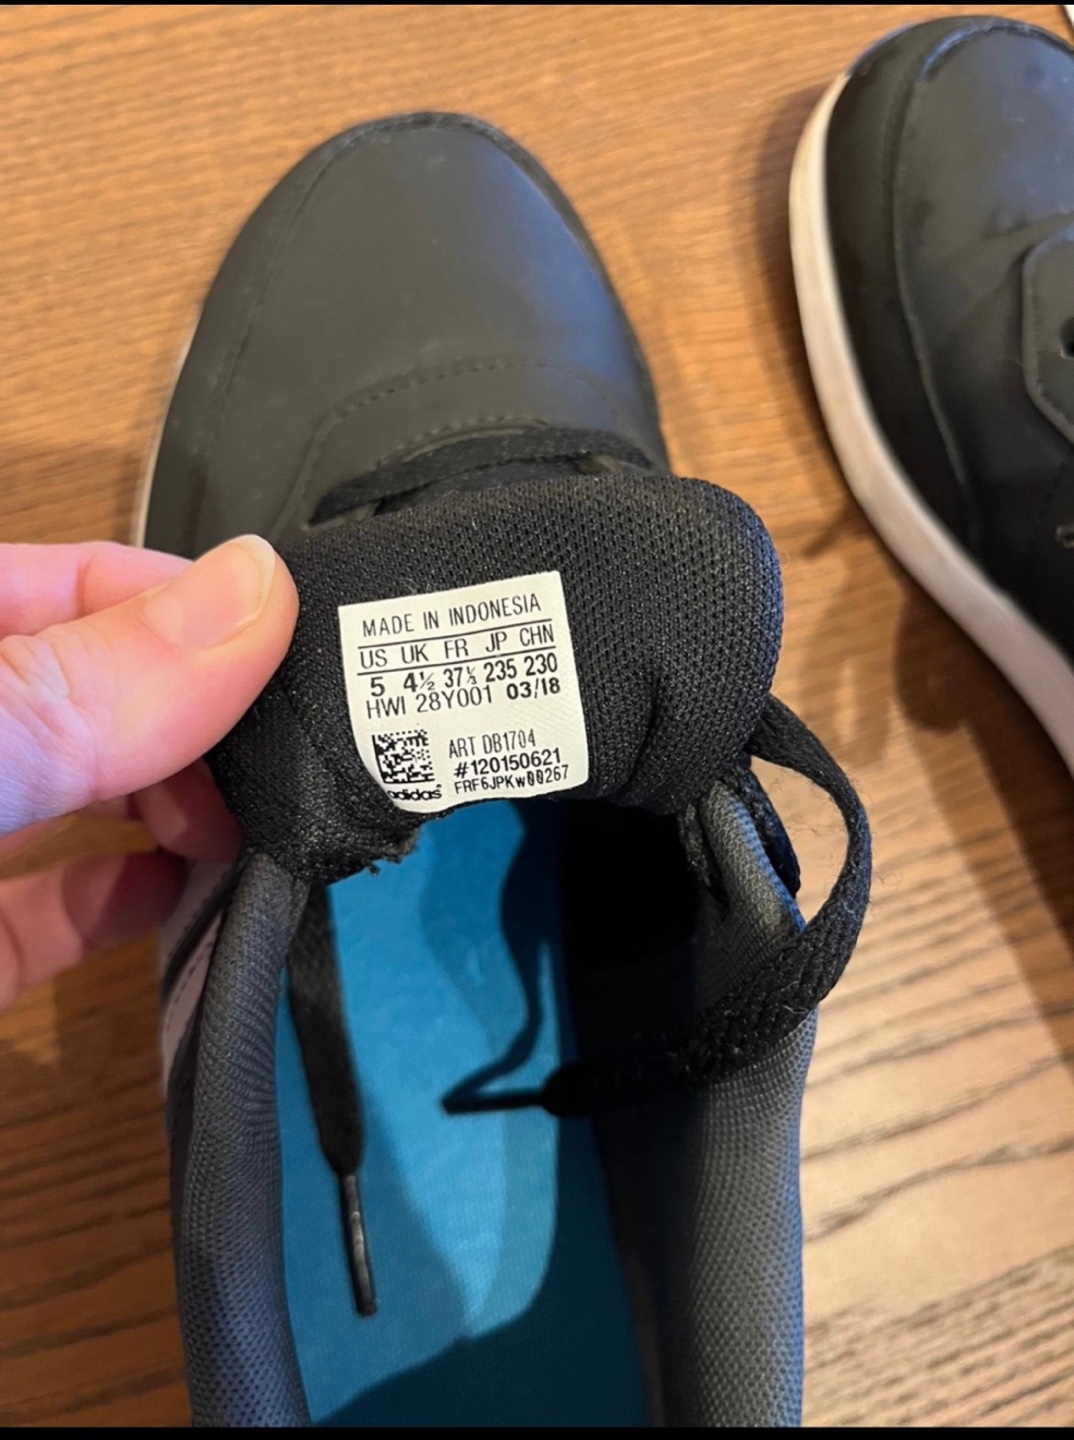 MADE IN INDONESIA
US UK FR JP CHN
5 4½ 37⅓ 235 230
HWI 28Y001 03/18
ART DB1704
#120150621
FRF6JPKW00267
adidas